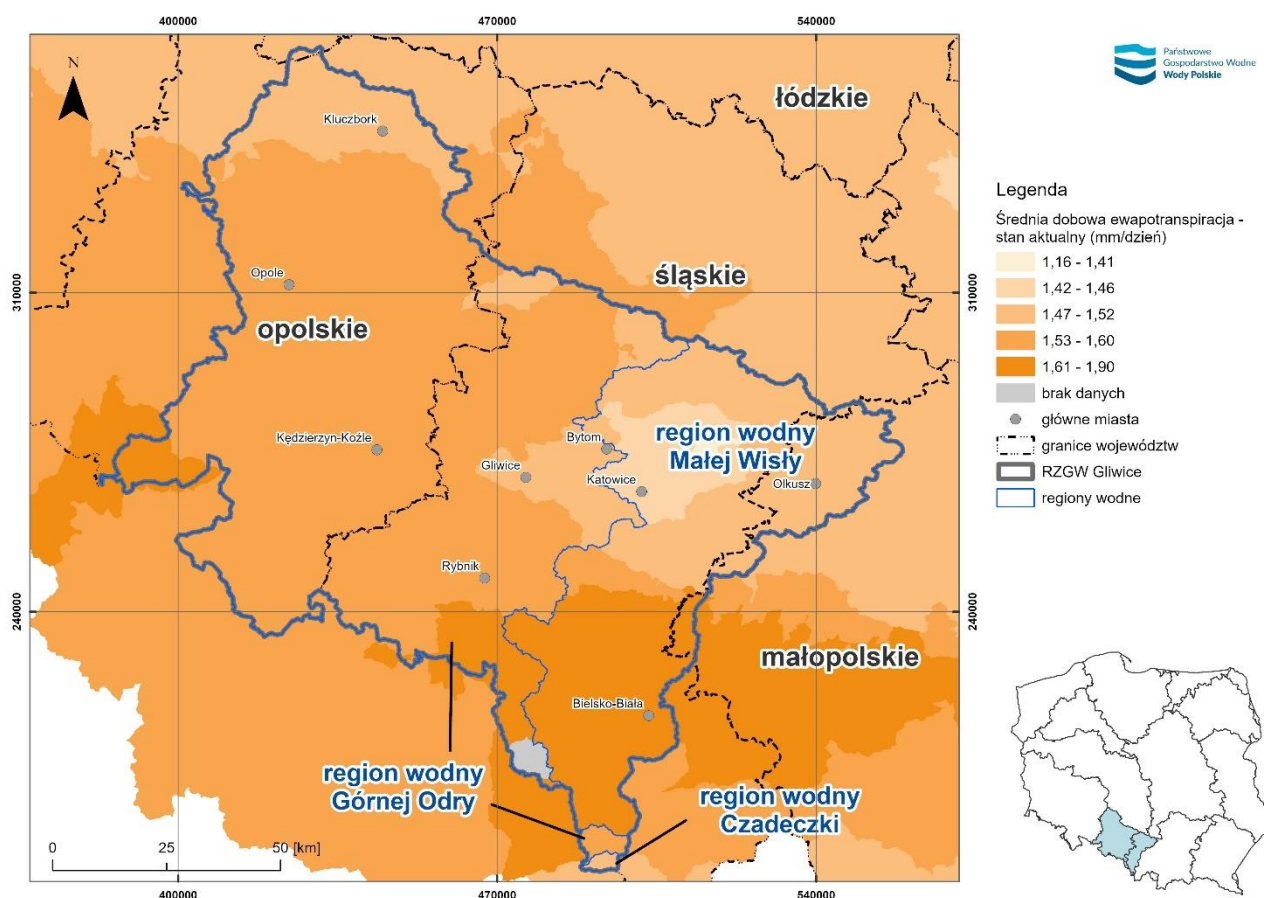 400000
470000
540000
N
Kluczbork
łódzkie
Opole
śląskie
310000
310000
opolskie
Kędzierzyn-Koźle
Bytom
region wodny
Małej Wisły
Gliwice
Katowice
Olkusz
Rybnik
240000
240000
małopolskie
Bielsko-Biała
region wodny
Górnej Odry
region wodny
Czadeczki
0
25
50 [km]
400000
470000
540000
Państwowe
Gospodarstwo Wodne
Wody Polskie
Legenda
Średnia dobowa ewapotranspiracja -
stan aktualny (mm/dzień)
1,16 - 1,41
1,42 - 1,46
1,47 - 1,52
1,53 - 1,60
1,61 - 1,90
brak danych
główne miasta
granice województw
RZGW Gliwice
regiony wodne